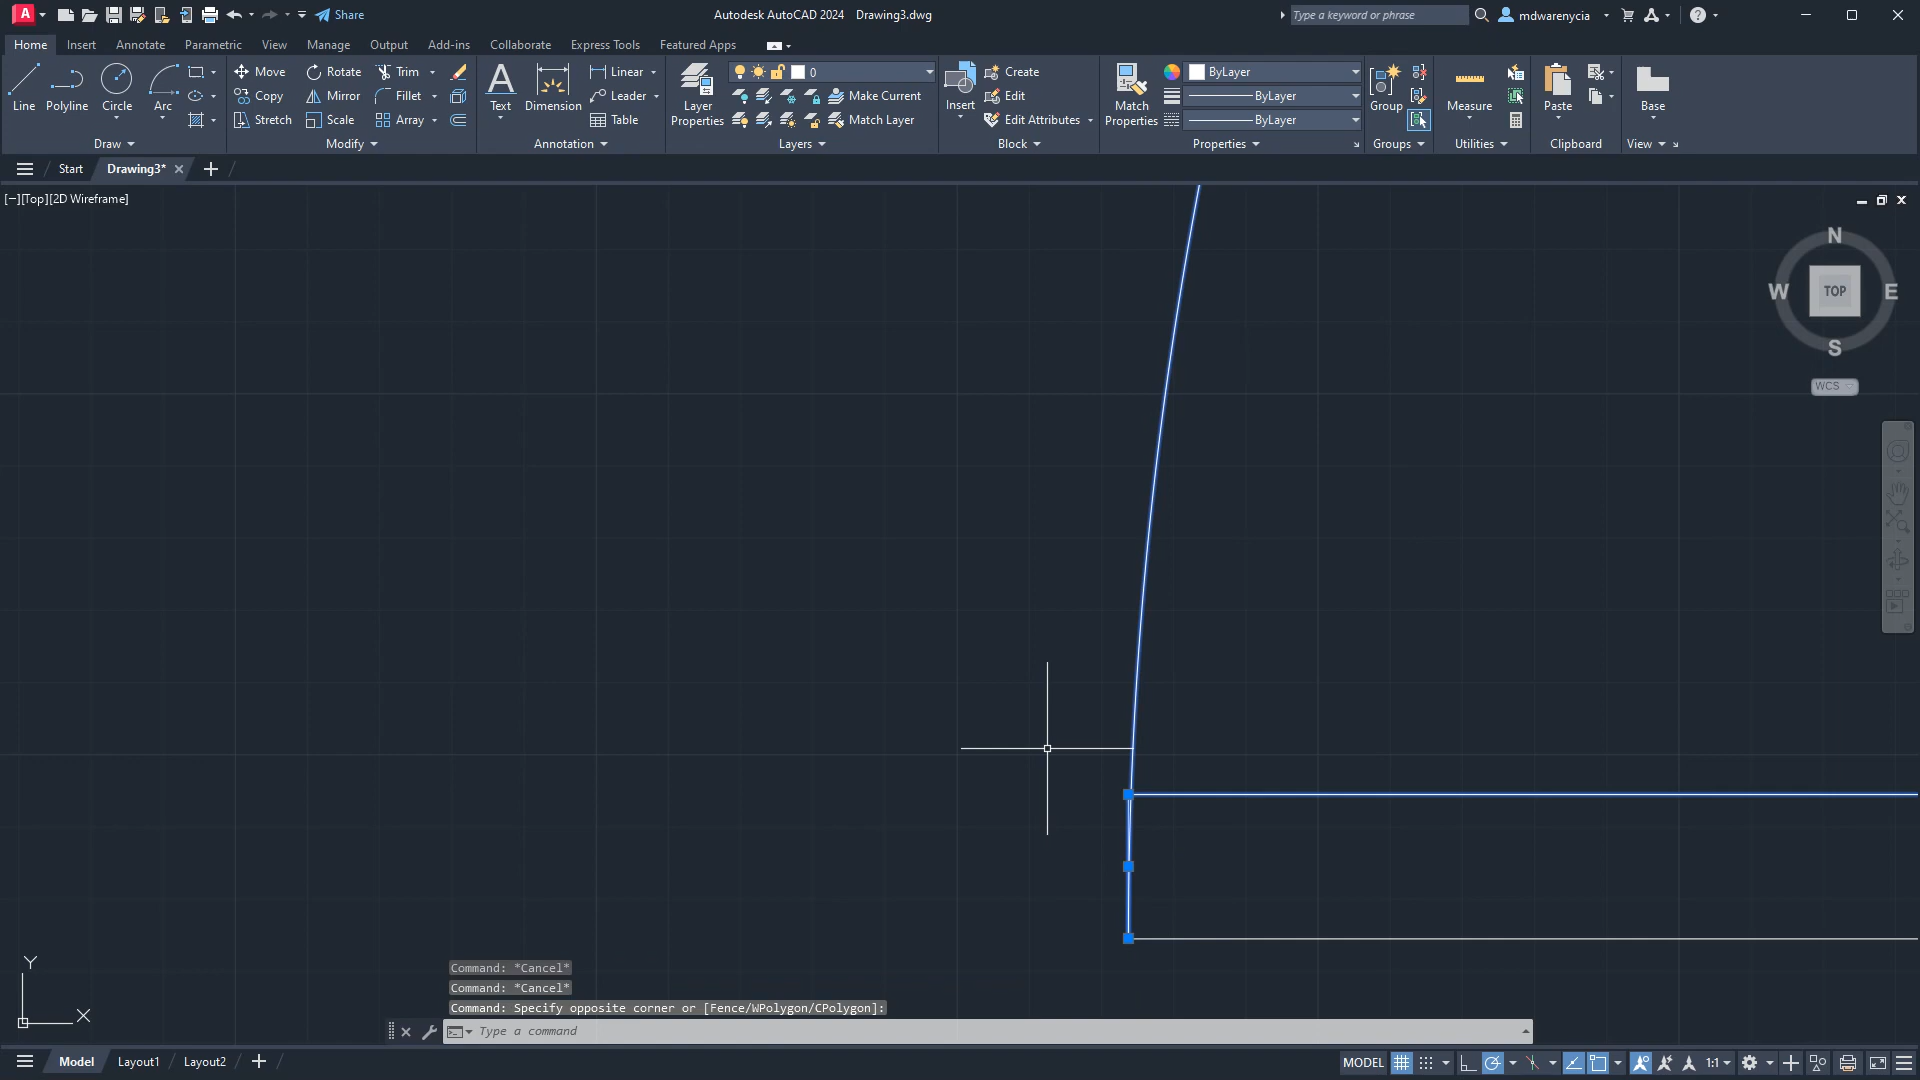 A Share Autodesk AutoCAD 2024 Drawing3.dwg Type a keyword or phrase mdwarenycia
Home Insert Annotate Parametric View Manage Output Add-ins Collaborate Express Tools Featured Apps
Line Polyline Circle Arc
Move Rotate Trim
Copy Mirror Fillet
Stretch Scale Array
Text Dimension
Linear
Leader
Table
Layer Properties
0
Make Current
Match Layer
Insert
Create
Edit
Edit Attributes
Match Properties
ByLayer
ByLayer
ByLayer
Group
Measure
Paste
Base
Draw Modify Annotation Layers Block Properties Groups Utilities Clipboard View
Start Drawing3*
[−][Top][2D Wireframe]
N
W TOP E
S
WCS
Y
X
Command: *Cancel*
Command: *Cancel*
Command: Specify opposite corner or [Fence/WPolygon/CPolygon]:
Type a command
Model Layout1 Layout2 MODEL 1:1